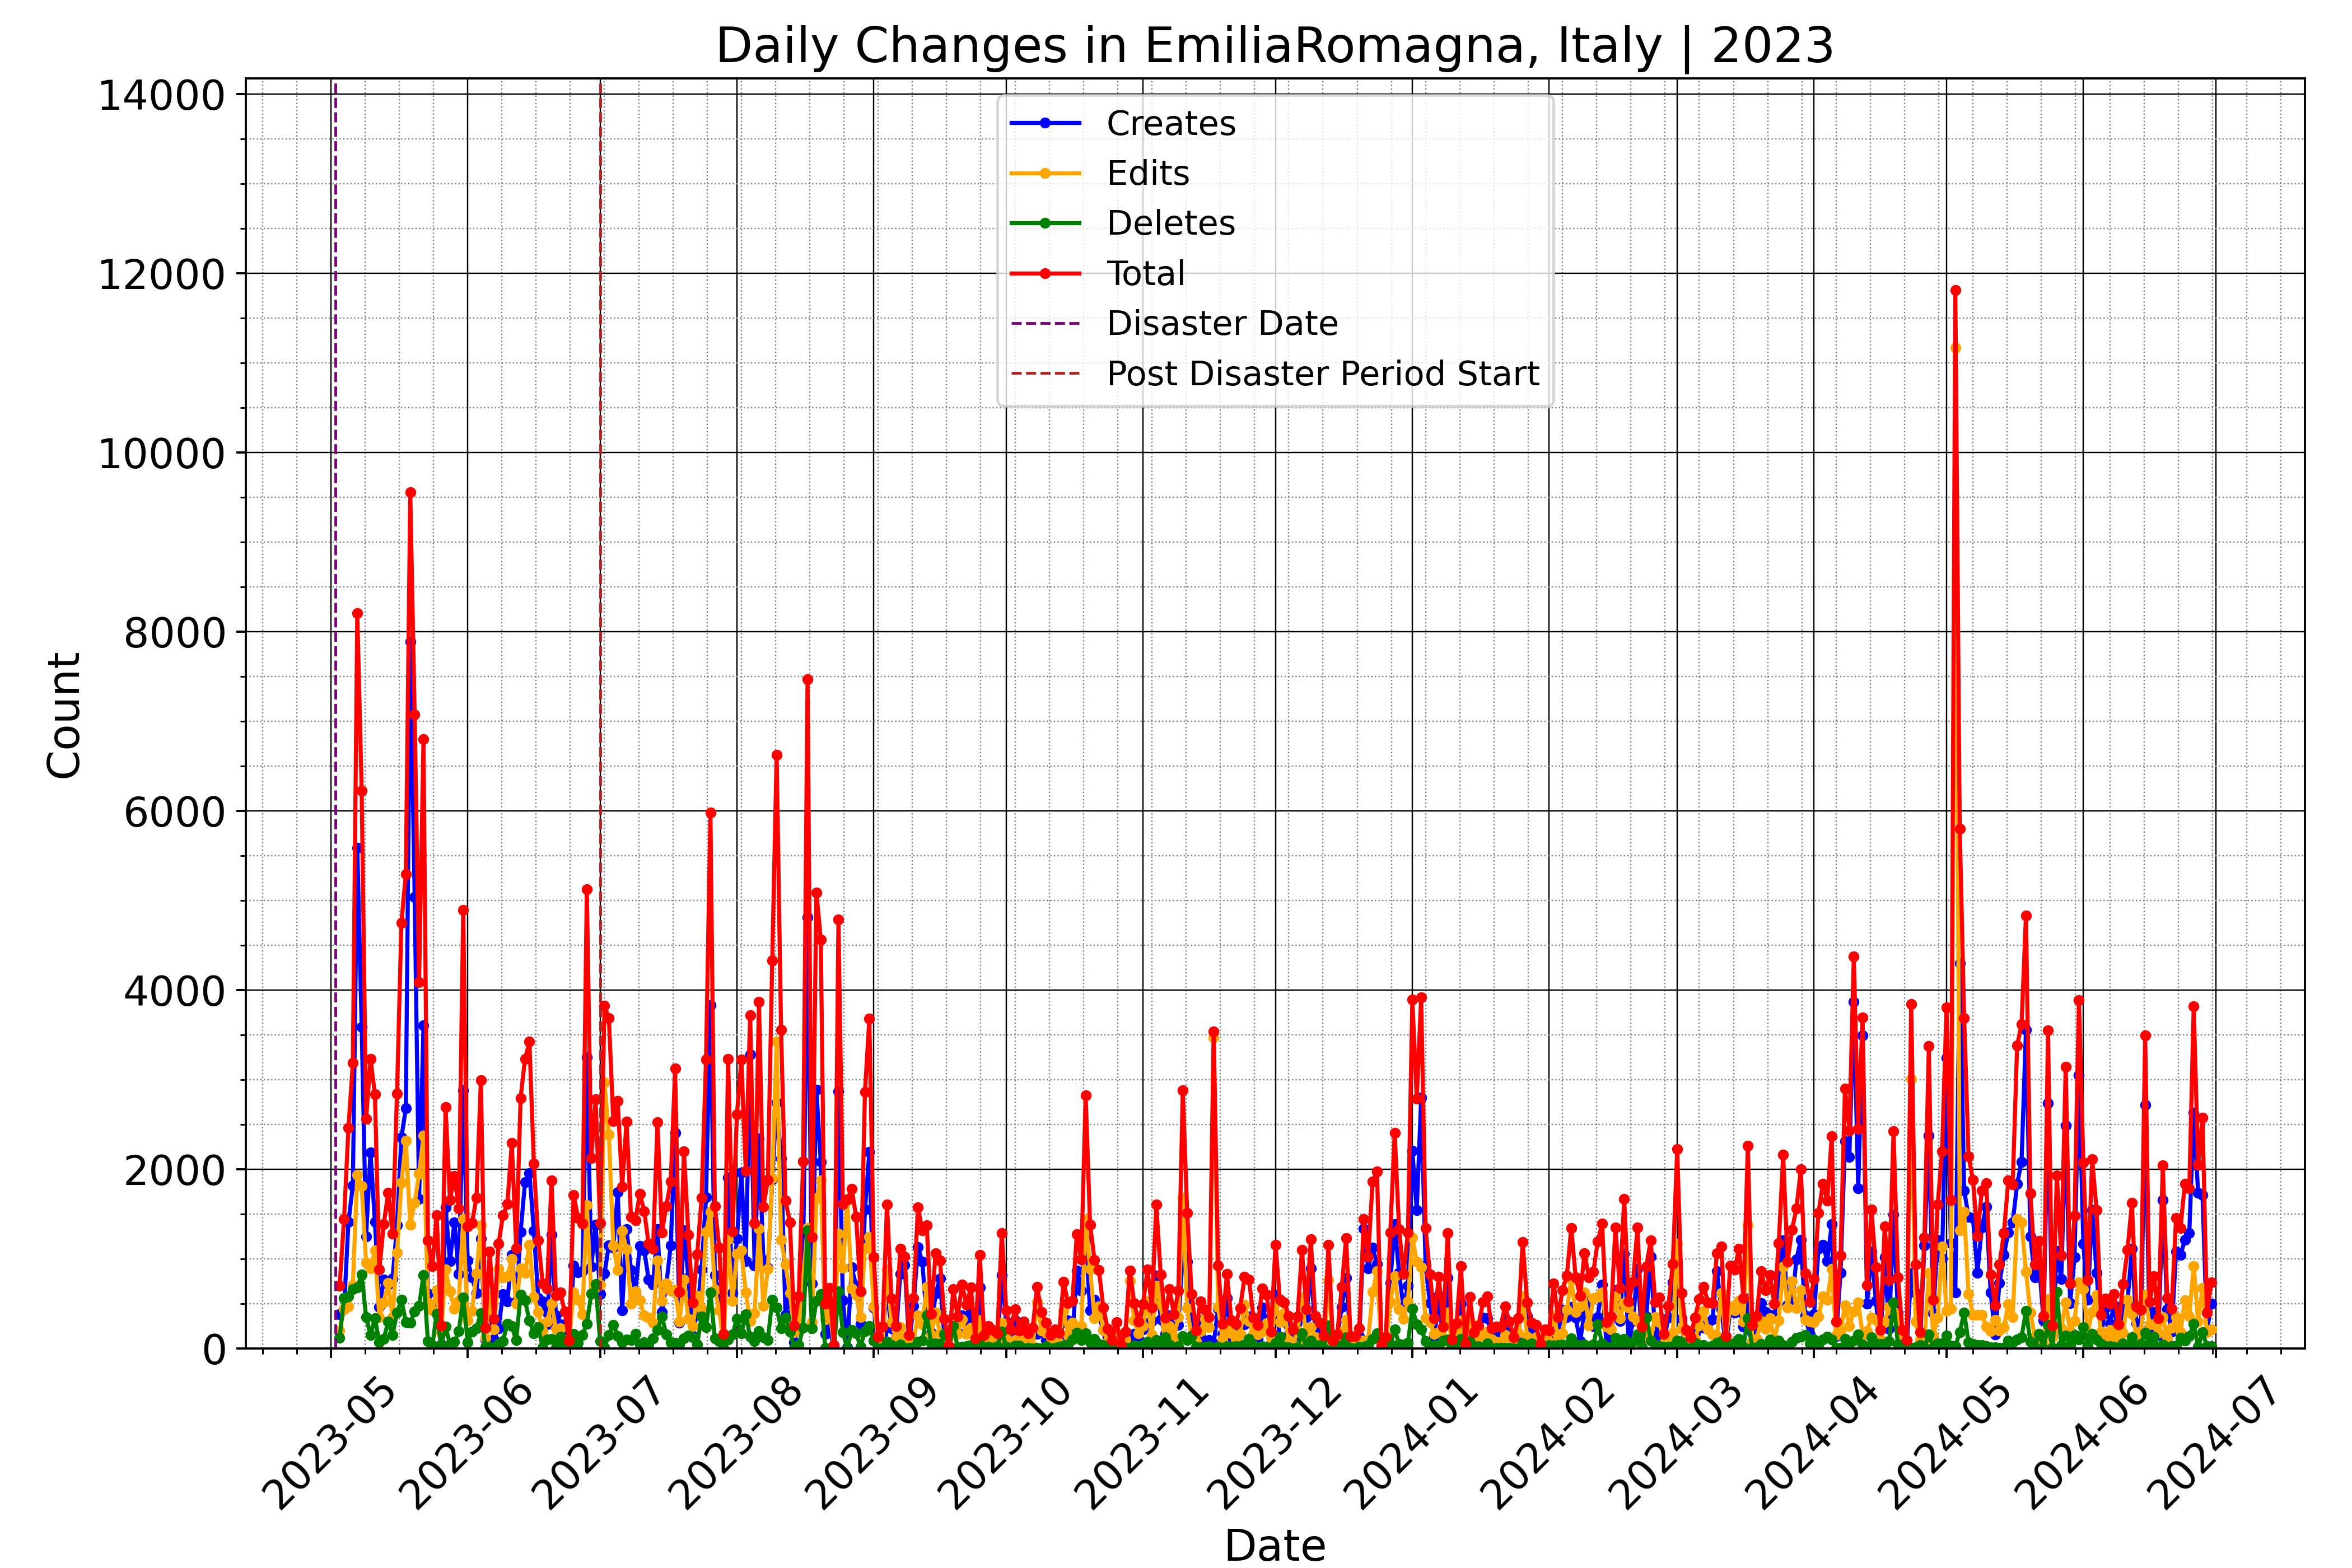 Daily Changes in EmiliaRomagna, Italy | 2023
14000
12000
10000
8000
6000
4000
2000
0
Count
Creates
Edits
Deletes
Total
Disaster Date
Post Disaster Period Start
2023-05
2023-06
2023-07
2023-08
2023-09
2023-10
2023-11
2023-12
2024-01
2024-02
2024-03
2024-04
2024-05
2024-06
2024-07
Date